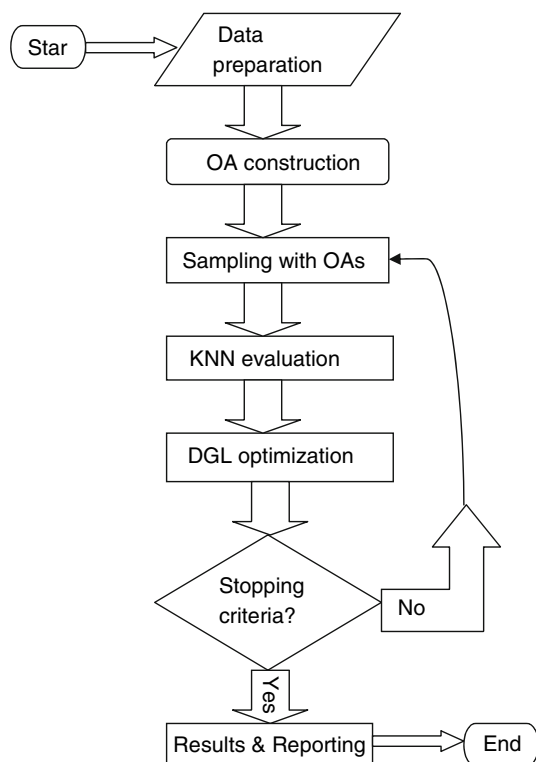 Star
Data
preparation
OA construction
Sampling with OAs
KNN evaluation
DGL optimization
Stopping
criteria?
No
Yes
Results & Reporting
End